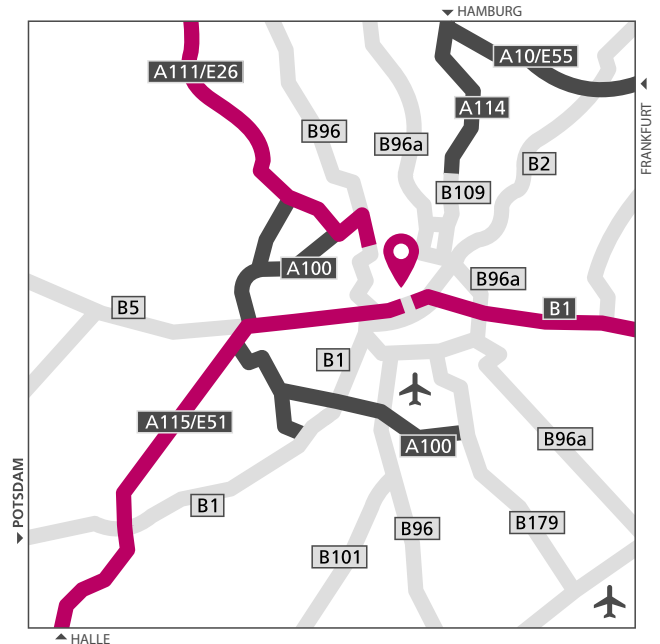 HAMBURG
A10/E55
A111/E26
A114
FRANKFURT
B96
B96a
B2
B109
A100
B96a
B5
B1
B1
A115/E51
B96a
A100
POTSDAM
B1
B179
B96
B101
HALLE